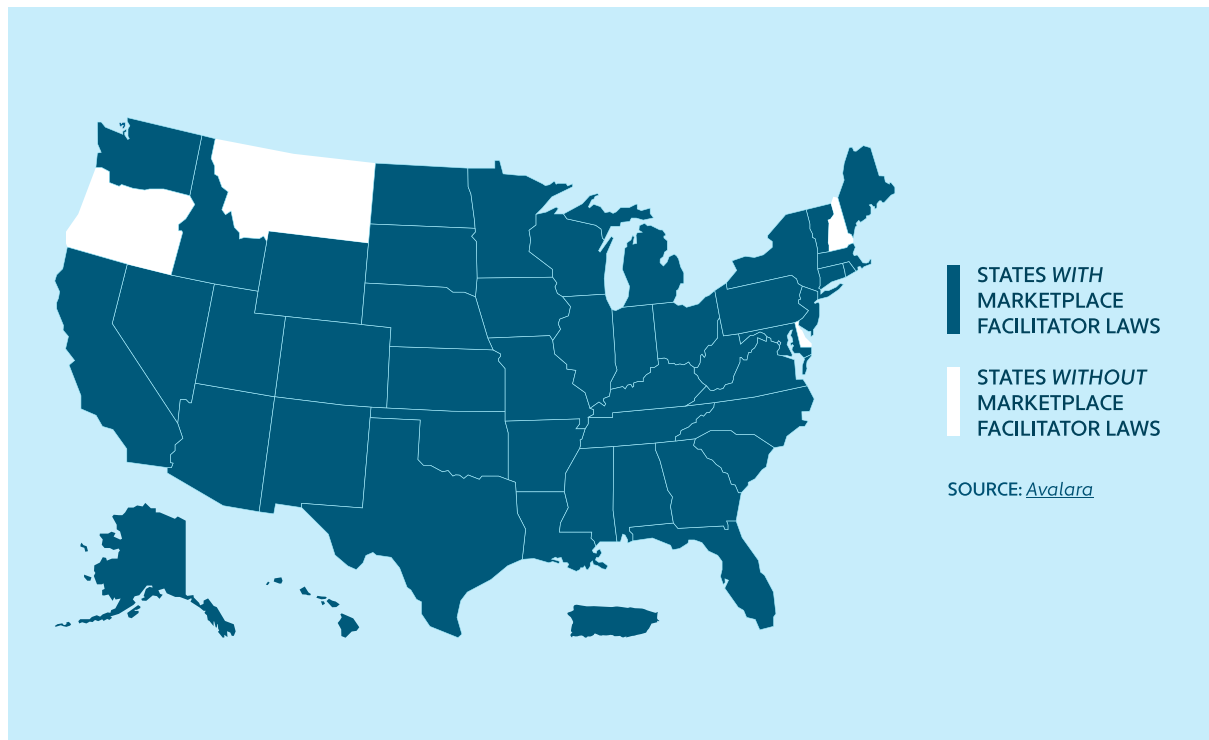 STATES WITH
MARKETPLACE
FACILITATOR LAWS
STATES WITHOUT
MARKETPLACE
FACILITATOR LAWS
SOURCE: Avalara